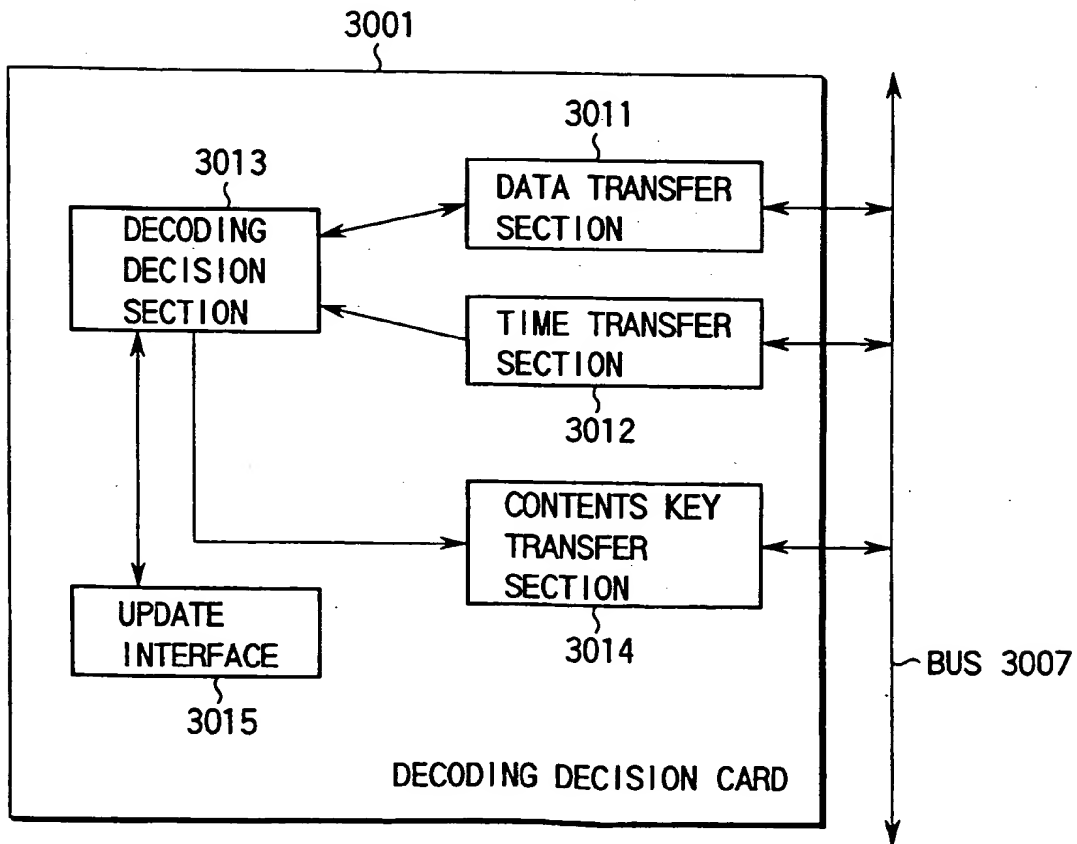 3001
3011
DATA TRANSFER
SECTION
3013
DECODING
DECISION
SECTION
TIME TRANSFER
SECTION
3012
CONTENTS KEY
TRANSFER
SECTION
3014
UPDATE
INTERFACE
3015
BUS 3007
DECODING DECISION CARD